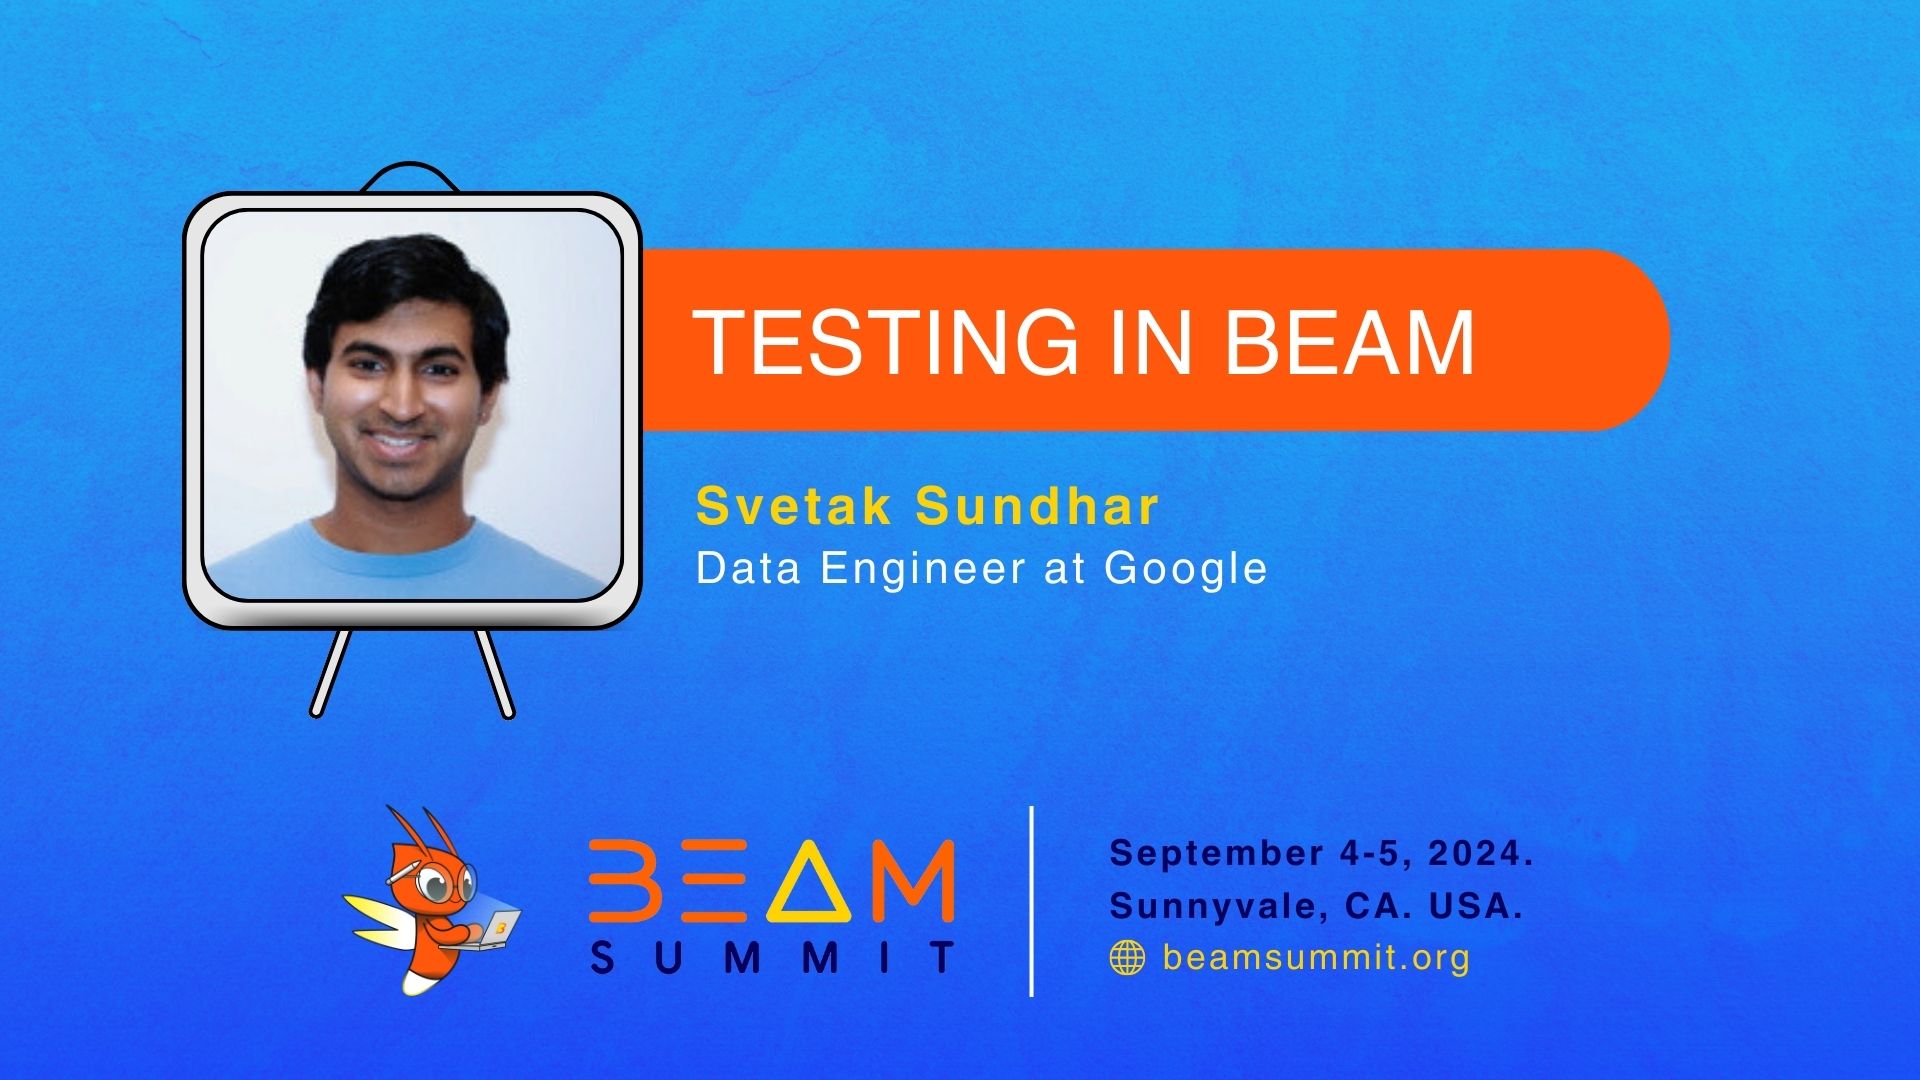 TESTING IN BEAM
Svetak Sundhar
Data Engineer at Google
BEAM
SUMMIT
September 4-5, 2024.
Sunnyvale, CA. USA.
beamsummit.org